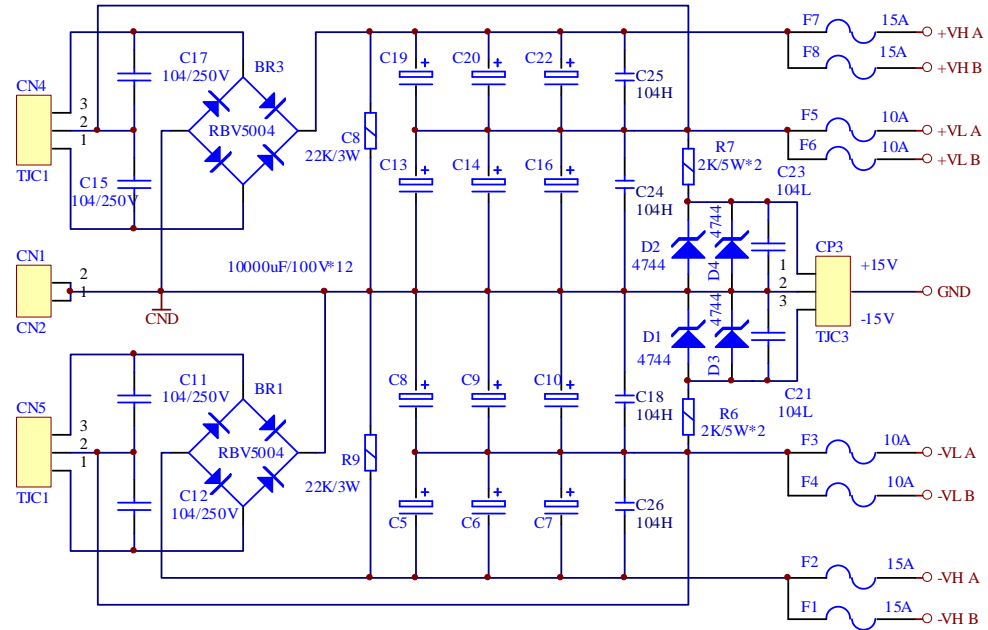 F7 15A
+VH A
F8 15A
+VH B
C17
104/250V
BR3
C19 + C20 + C22 +
C25
104H
CN4
3
2
1
TJC1
RBV5004
C8
22K/3W
F5 10A
+VL A
F6 10A
+VL B
C15
104/250V
C13 + C14 + C16 +
C24
104H
R7
2K/5W*2
C23
104L
CN1
2
1
CN2
CND
10000uF/100V*12
D2
4744
D4
4744
CP3
1
2
3
TJC3
+15V
GND
-15V
D1
4744
D3
4744
C21
104L
C11
104/250V
BR1
C8 + C9 + C10 +
C18
104H
R6
2K/5W*2
CN5
3
2
1
TJC1
RBV5004
R9
22K/3W
F3 10A
-VL A
F4 10A
-VL B
C12
104/250V
C5 + C6 + C7 +
C26
104H
F2 15A
-VH A
F1 15A
-VH B